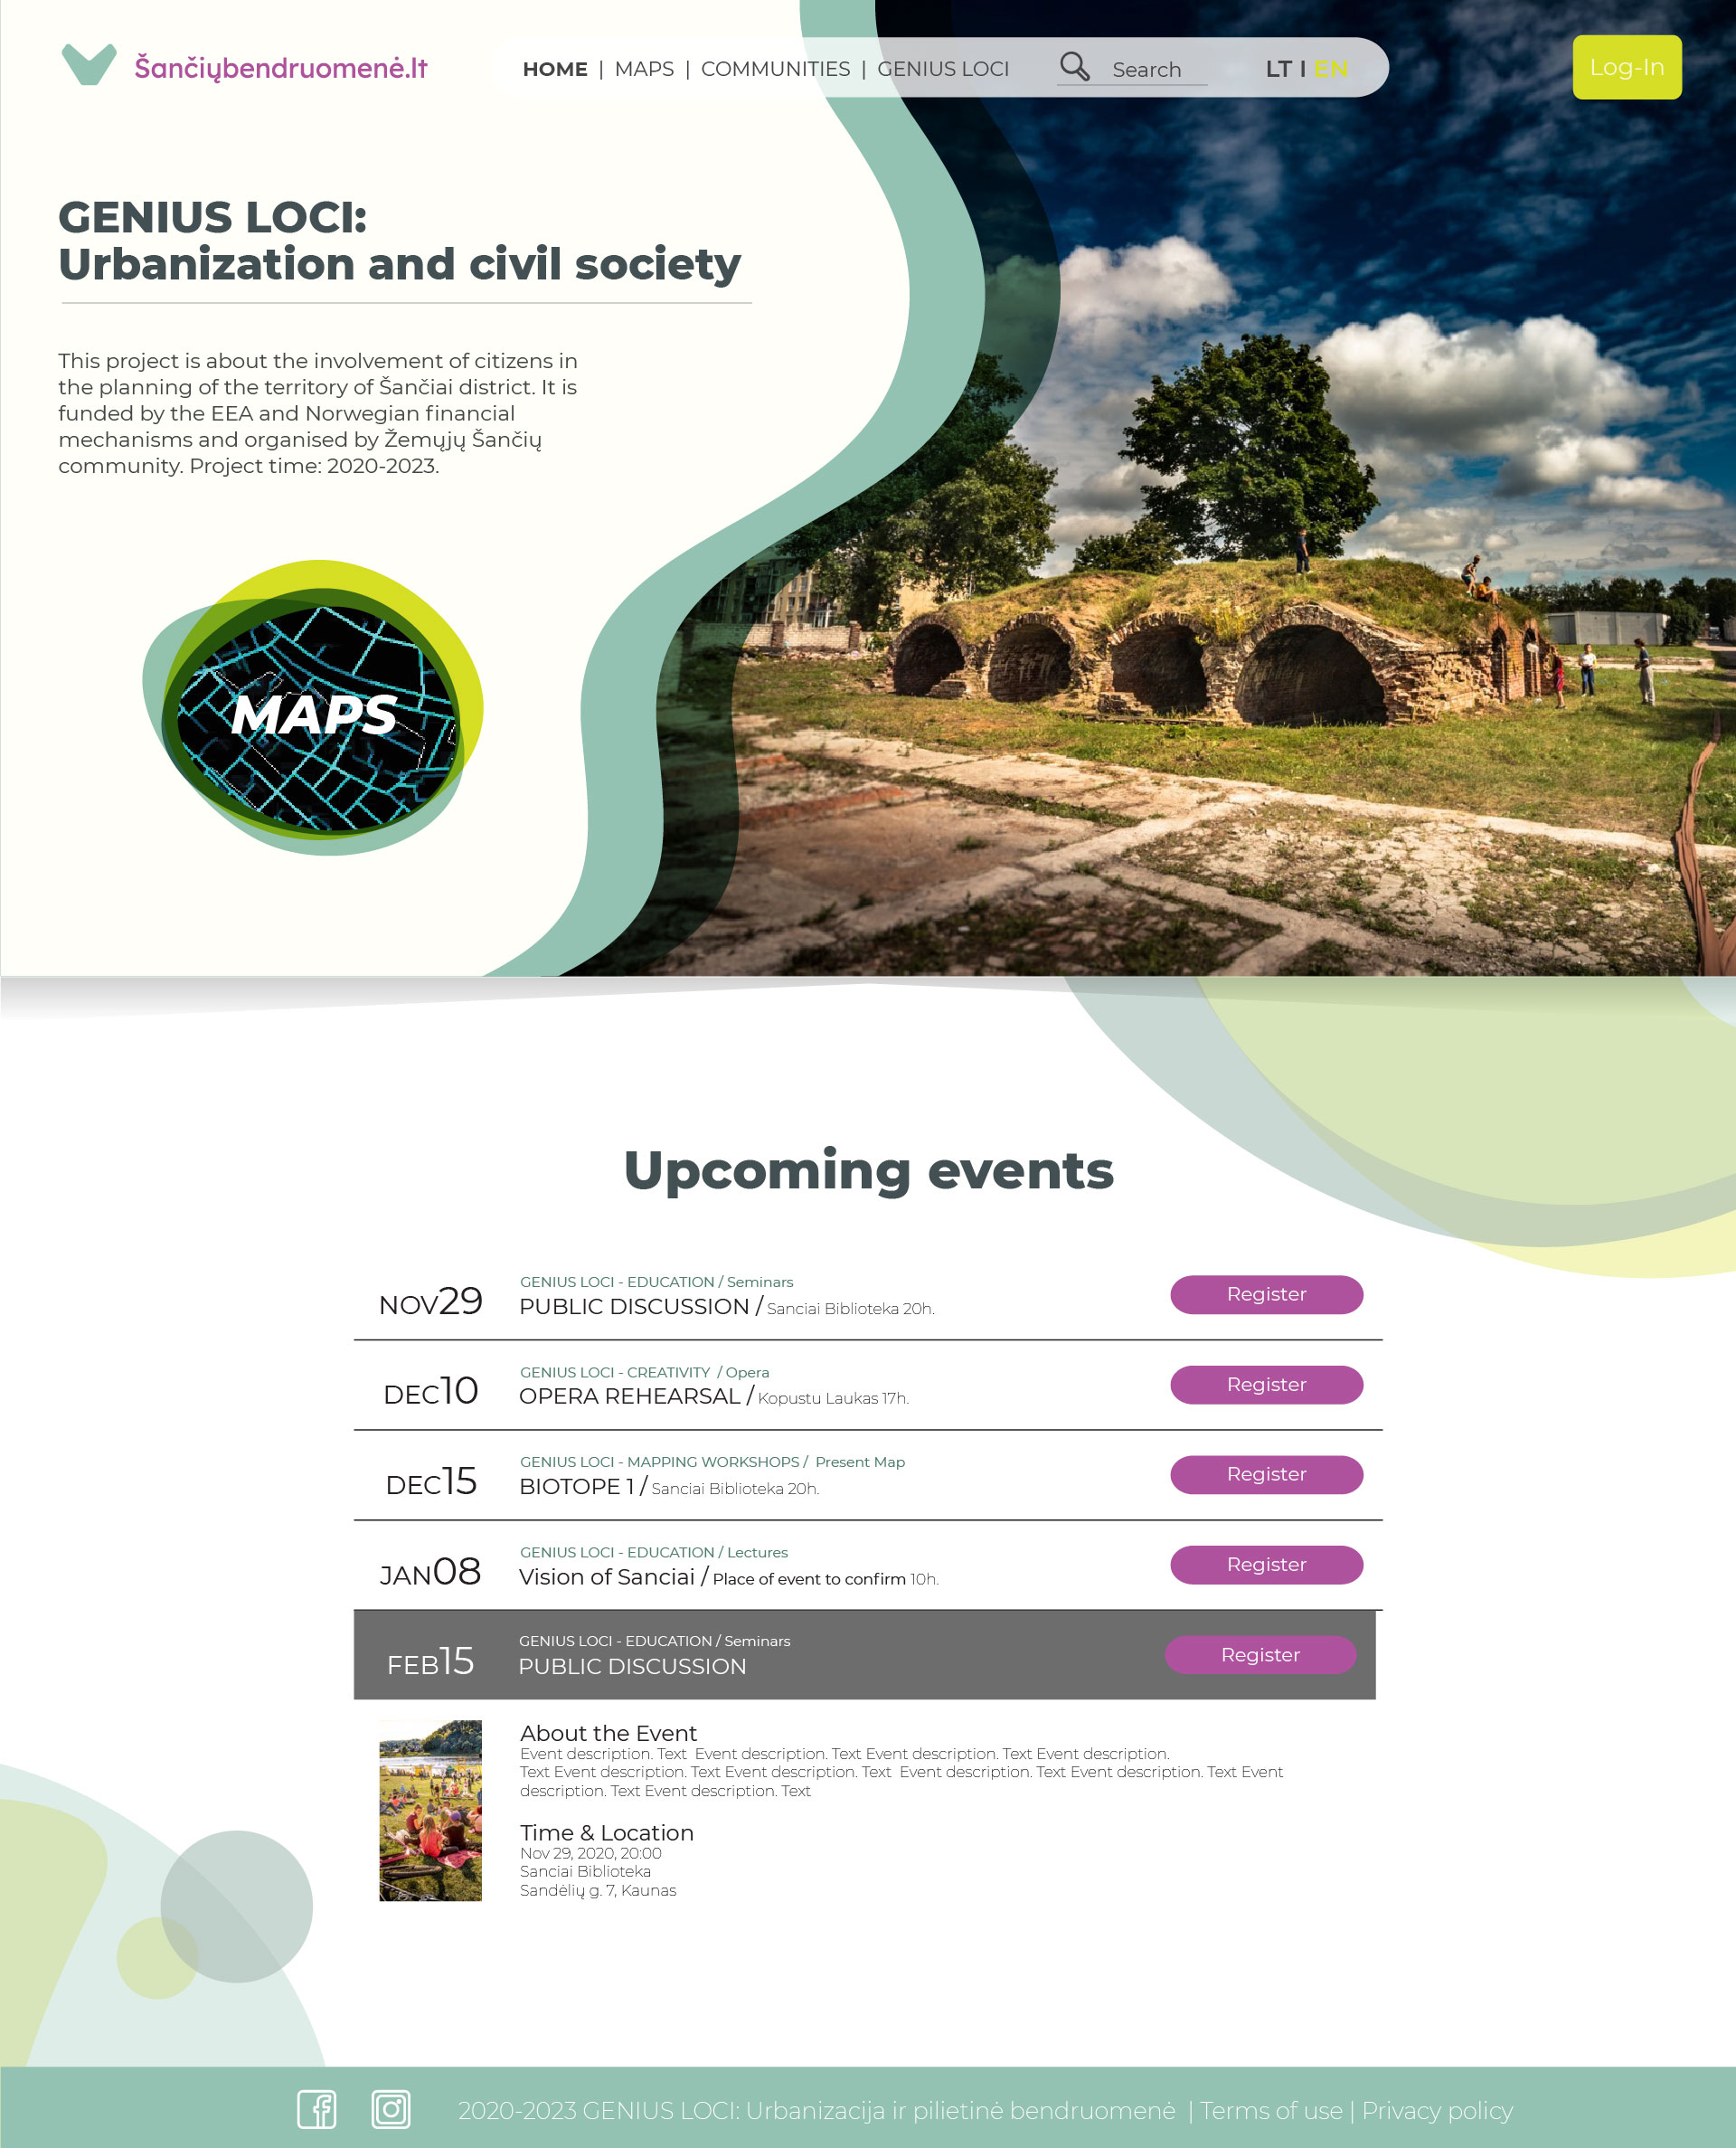 Šančiųbendruomenė.lt
HOME | MAPS | COMMUNITIES | GENIUS LOCI
Search
LT I EN
Log-In
GENIUS LOCI:
Urbanization and civil society
This project is about the involvement of citizens in
the planning of the territory of Šančiai district. It is
funded by the EEA and Norwegian financial
mechanisms and organised by Žemųjų Šančių
community. Project time: 2020-2023.
MAPS
Upcoming events
GENIUS LOCI - EDUCATION / Seminars
NOV29 PUBLIC DISCUSSION / Sanciai Biblioteka 20h. Register
GENIUS LOCI - CREATIVITY / Opera
DEC10 OPERA REHEARSAL / Kopustu Laukas 17h. Register
GENIUS LOCI - MAPPING WORKSHOPS / Present Map
DEC15 BIOTOPE 1 / Sanciai Biblioteka 20h. Register
GENIUS LOCI - EDUCATION / Lectures
JAN08 Vision of Sanciai / Place of event to confirm 10h. Register
GENIUS LOCI - EDUCATION / Seminars
FEB15 PUBLIC DISCUSSION Register
About the Event
Event description. Text Event description. Text Event description. Text Event description.
Text Event description. Text Event description. Text Event description. Text Event description. Text Event
description. Text Event description. Text
Time & Location
Nov 29, 2020, 20:00
Sanciai Biblioteka
Sandėlių g. 7, Kaunas
2020-2023 GENIUS LOCI: Urbanizacija ir pilietinė bendruomenė | Terms of use | Privacy policy